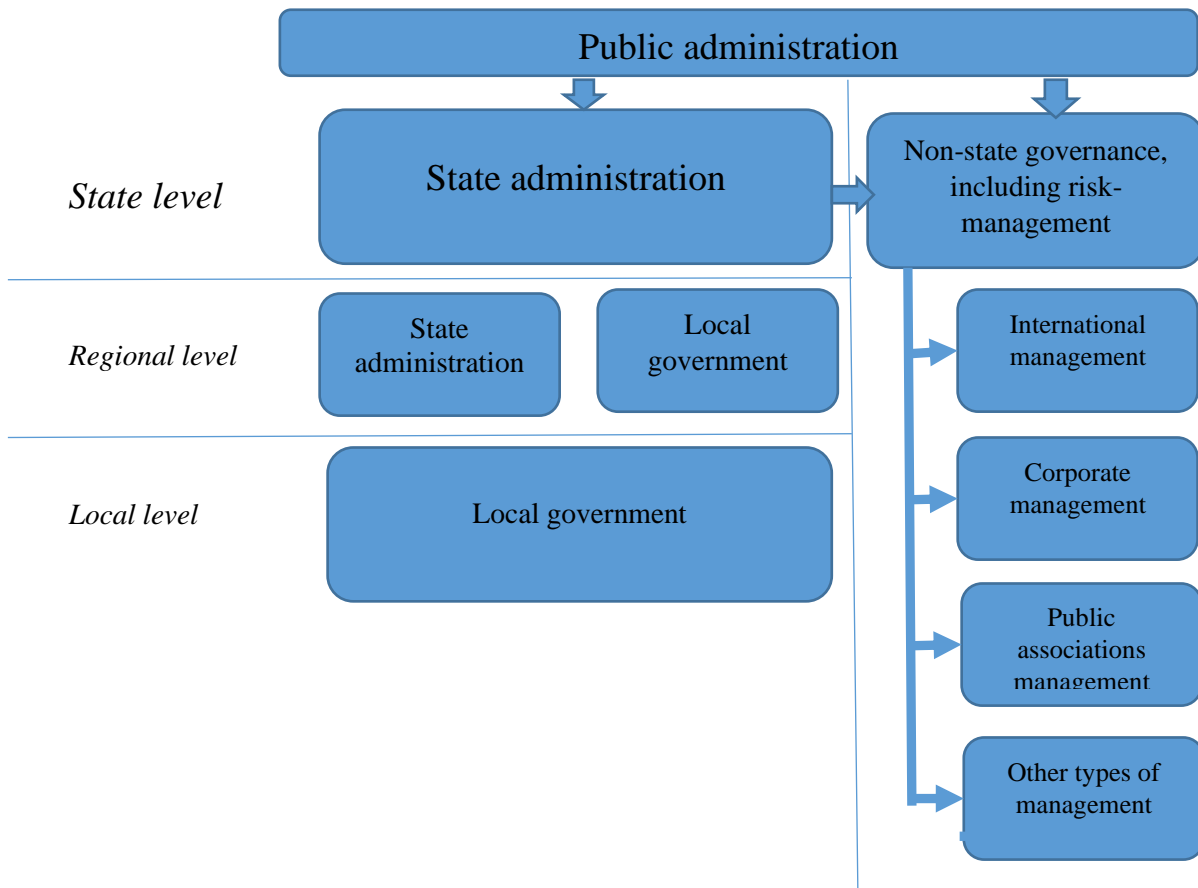 Public administration
State level
State administration
Non-state governance,
including risk-
management
Regional level
State
administration
Local
government
International
management
Local level
Local government
Corporate
management
Public
associations
management
Other types of
management